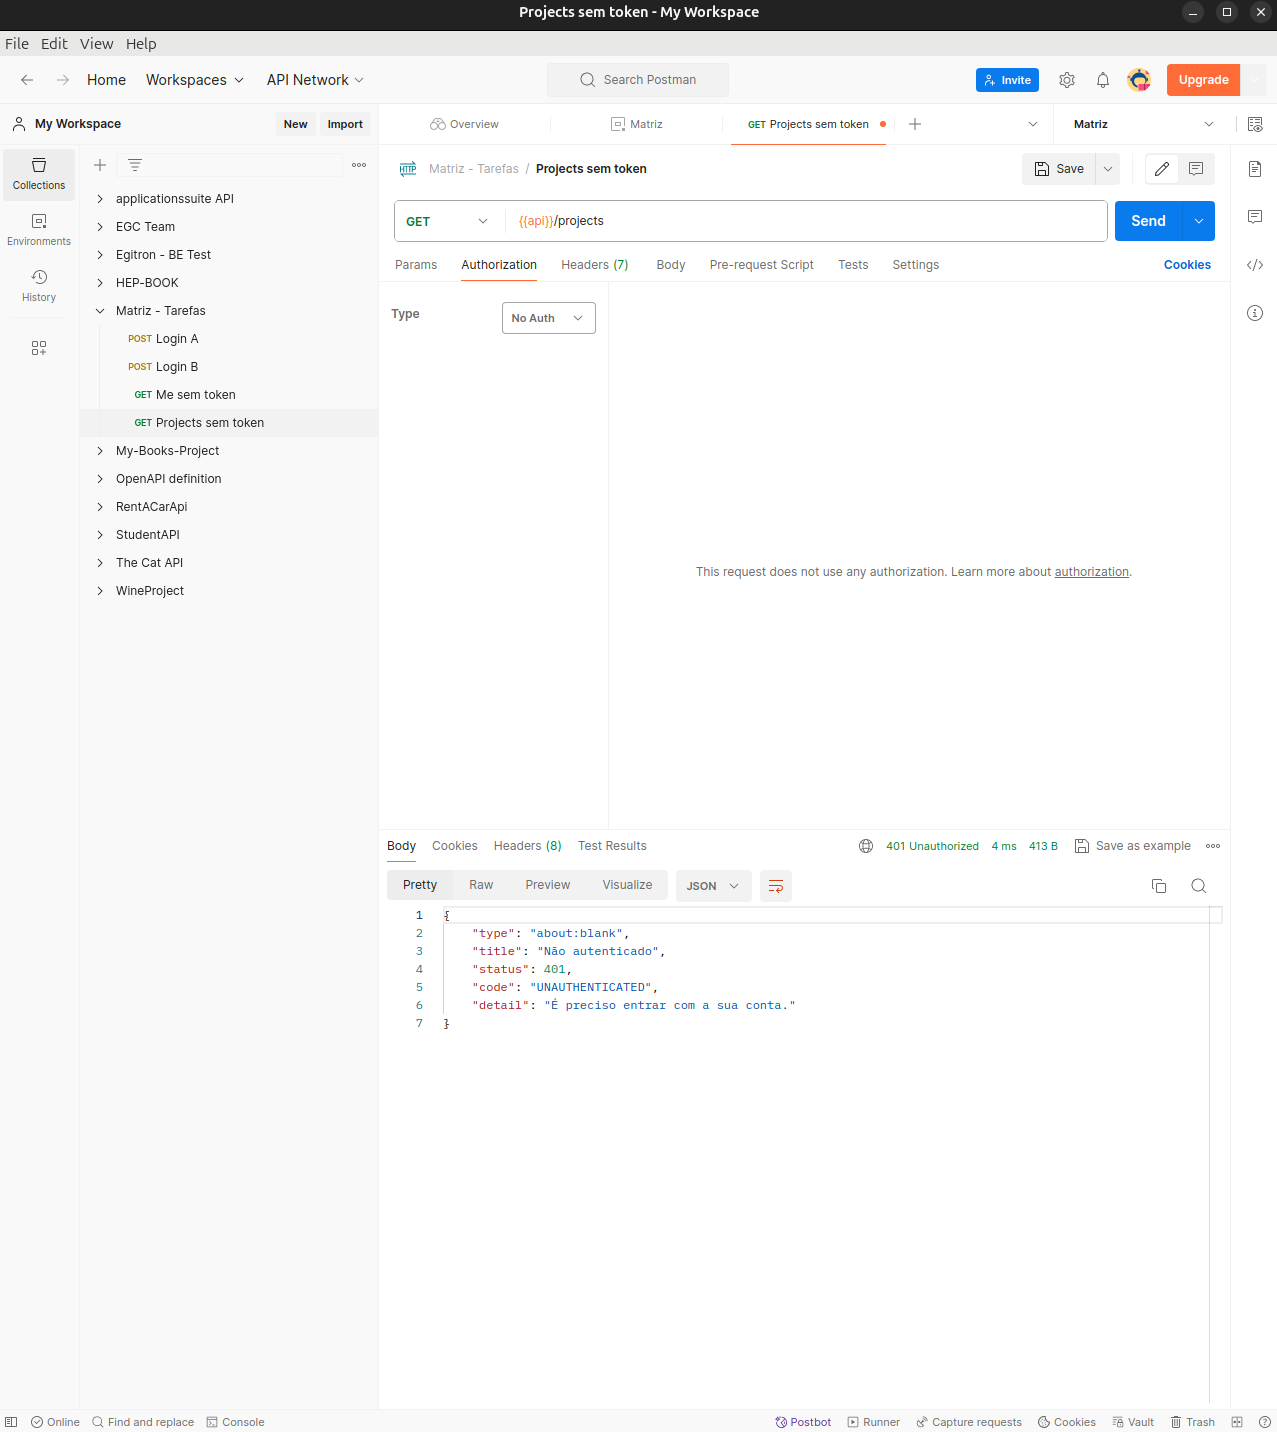 Projects sem token - My Workspace
File Edit View Help
Home Workspaces API Network Search Postman Invite Upgrade
My Workspace New Import Overview Matriz GET Projects sem token Matriz
Collections
Environments
History
applicationssuite API
EGC Team
Egitron - BE Test
HEP-BOOK
Matriz - Tarefas
POST Login A
POST Login B
GET Me sem token
GET Projects sem token
My-Books-Project
OpenAPI definition
RentACarApi
StudentAPI
The Cat API
WineProject
HTTP Matriz - Tarefas / Projects sem token Save
GET {{api}}/projects Send
Params Authorization Headers (7) Body Pre-request Script Tests Settings Cookies
Type No Auth
This request does not use any authorization. Learn more about authorization.
Body Cookies Headers (8) Test Results 401 Unauthorized 4 ms 413 B Save as example
Pretty Raw Preview Visualize JSON
1 {
2 "type": "about:blank",
3 "title": "Não autenticado",
4 "status": 401,
5 "code": "UNAUTHENTICATED",
6 "detail": "É preciso entrar com a sua conta."
7 }
Online Find and replace Console Postbot Runner Capture requests Cookies Vault Trash